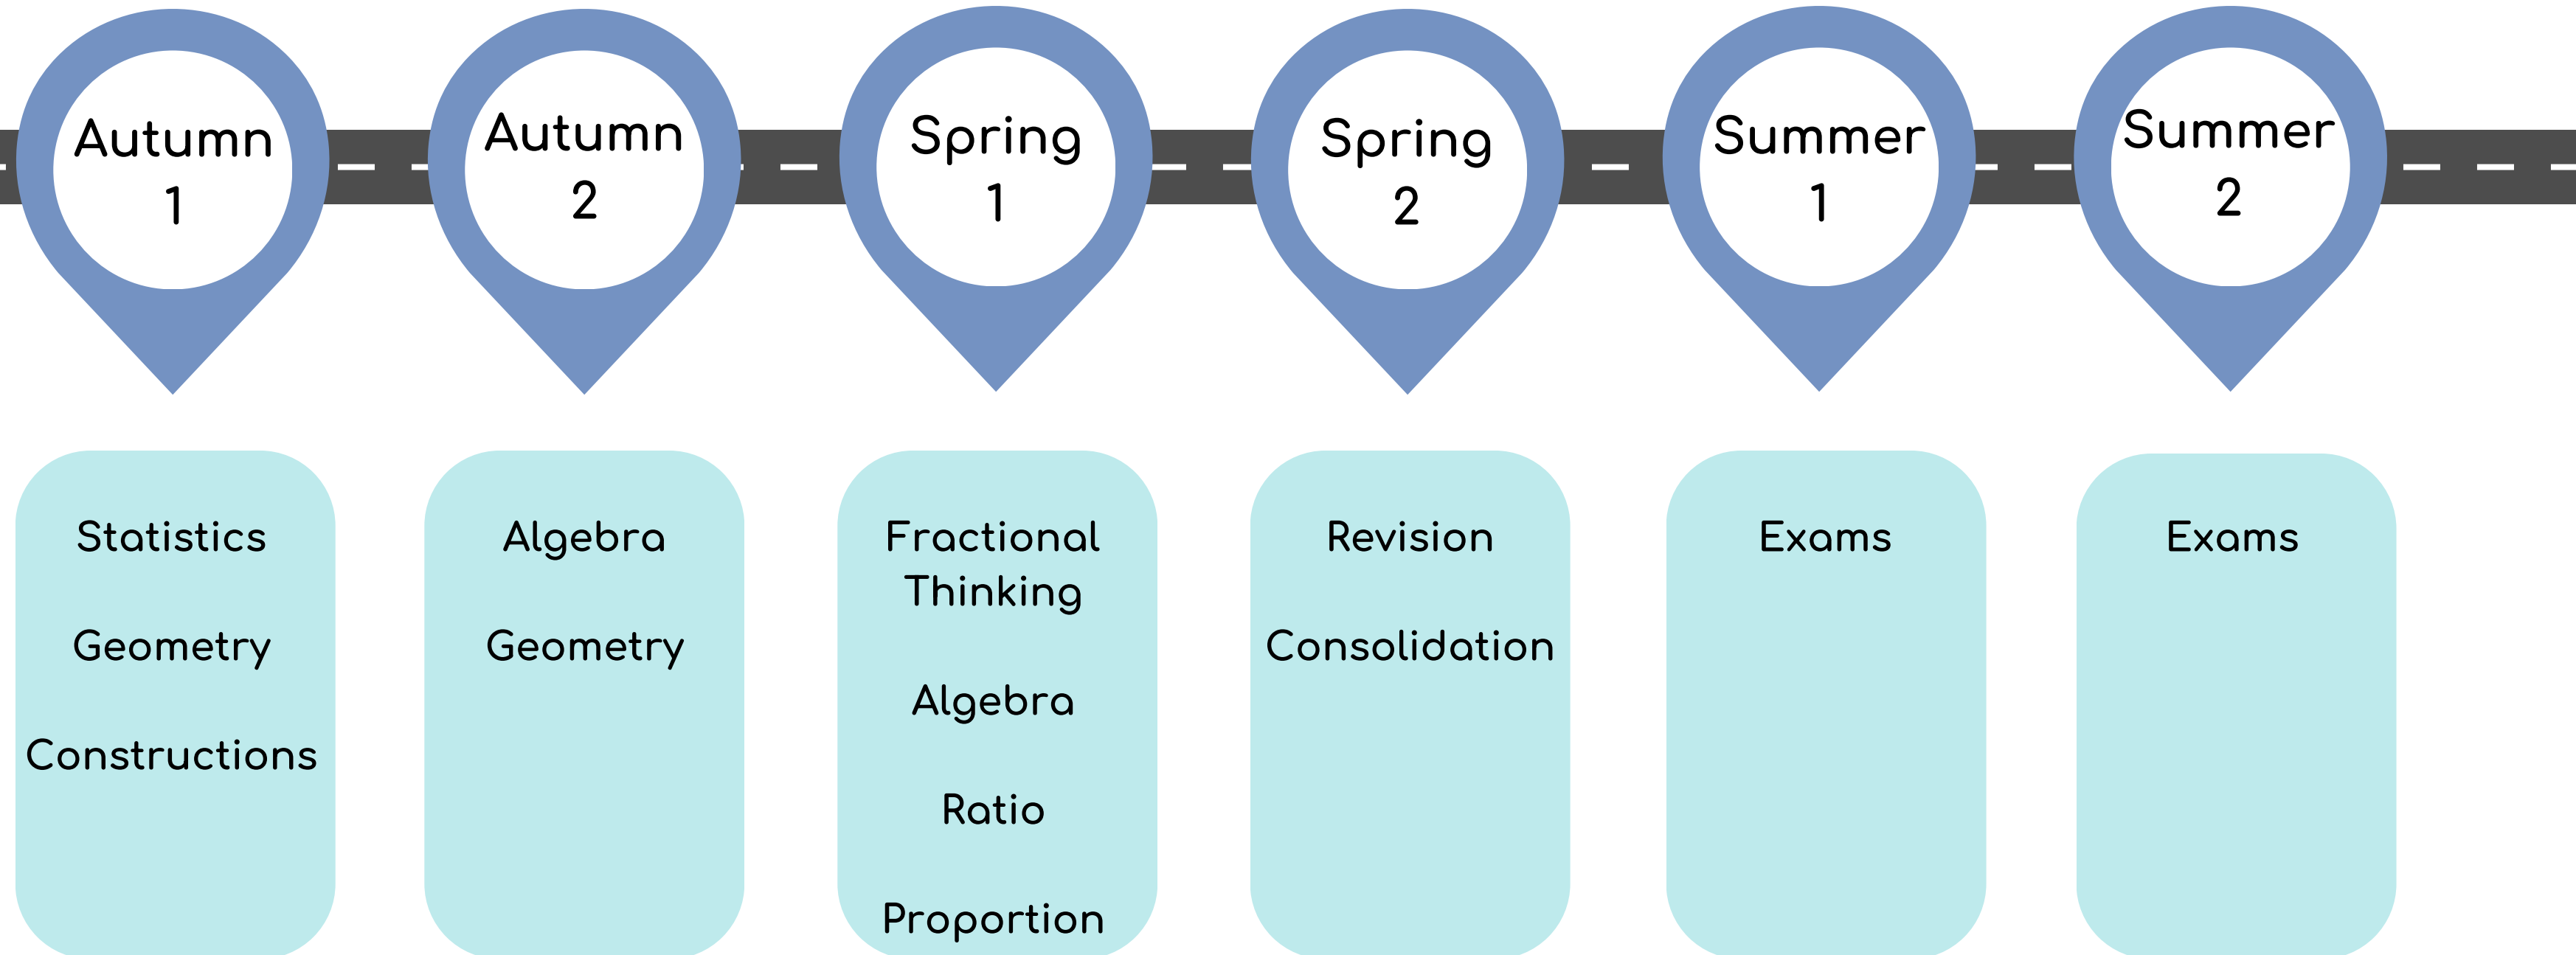 Autumn
1
Autumn
2
Spring
1
Spring
2
Summer
1
Summer
2
Statistics
Geometry
Constructions
Algebra
Geometry
Fractional
Thinking
Algebra
Ratio
Proportion
Revision
Consolidation
Exams
Exams